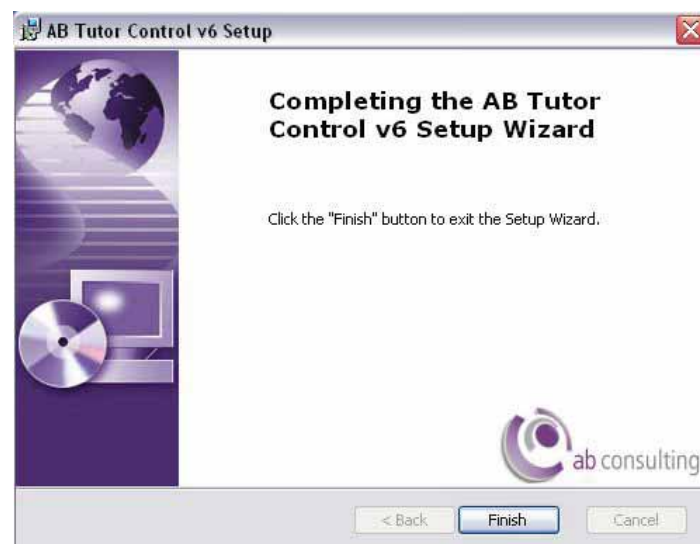 AB Tutor Control v6 Setup
Completing the AB Tutor
Control v6 Setup Wizard
Click the "Finish" button to exit the Setup Wizard.
ab consulting
< Back Finish Cancel